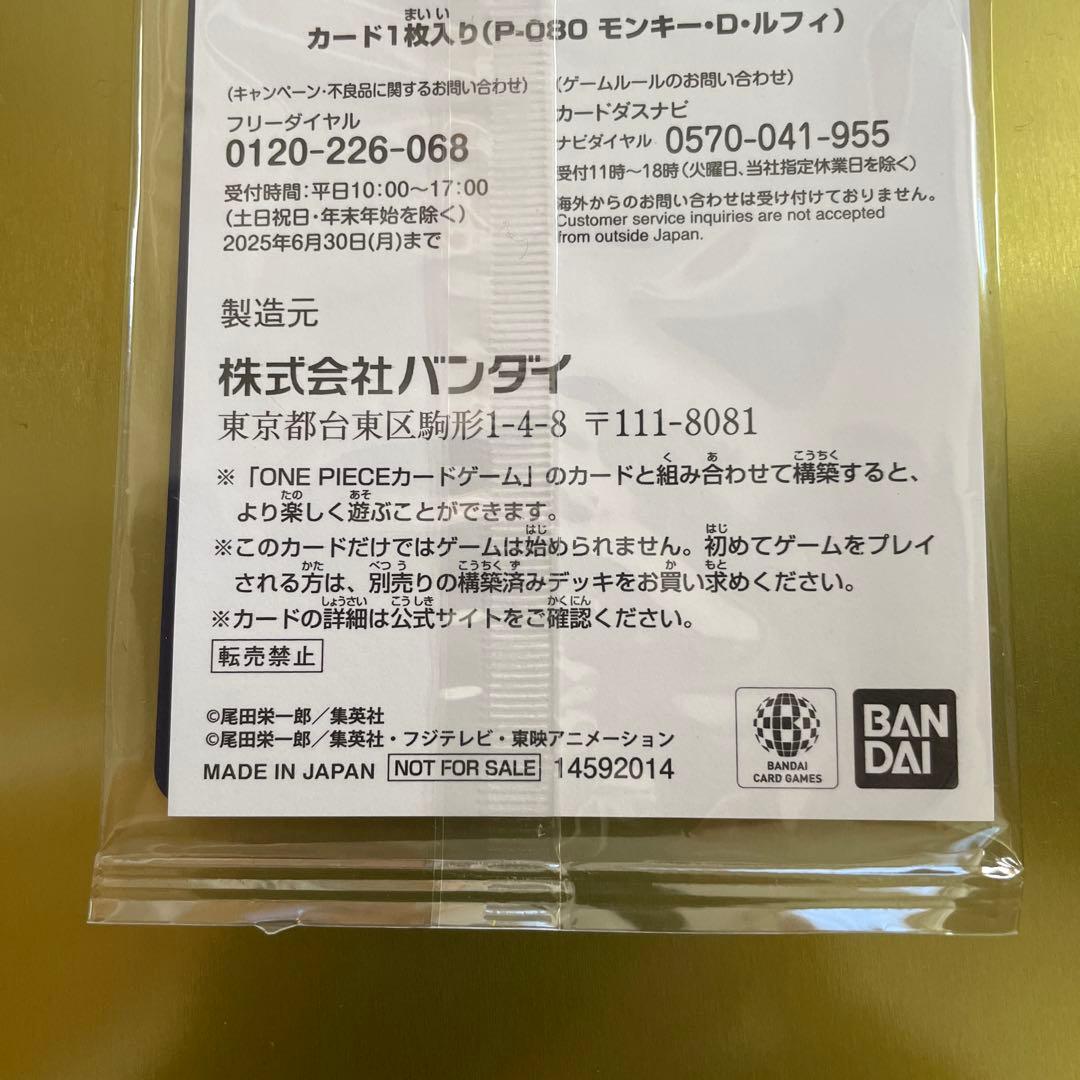 カード1枚入り(P-080 モンキー・D・ルフィ)
(キャンペーン・不良品に関するお問い合わせ)
フリーダイヤル
0120-226-068
受付時間:平日10:00~17:00
(土日祝日・年末年始を除く)
2025年6月30日(月)まで
(ゲームルールのお問い合わせ)
カードダスナビ
ナビダイヤル 0570-041-955
受付11時~18時(火曜日、当社指定休業日を除く)
海外からのお問い合わせは受け付けておりません。
Customer service inquiries are not accepted
from outside Japan.
製造元
株式会社バンダイ
東京都台東区駒形1-4-8 〒111-8081
※「ONE PIECEカードゲーム」のカードと組み合わせて構築すると、
より楽しく遊ぶことができます。
※このカードだけではゲームは始められません。初めてゲームをプレイ
される方は、別売りの構築済みデッキをお買い求めください。
※カードの詳細は公式サイトをご確認ください。
転売禁止
©尾田栄一郎/集英社
©尾田栄一郎/集英社・フジテレビ・東映アニメーション
MADE IN JAPAN NOT FOR SALE 14592014
BANDAI
CARD GAMES
BAN
DAI